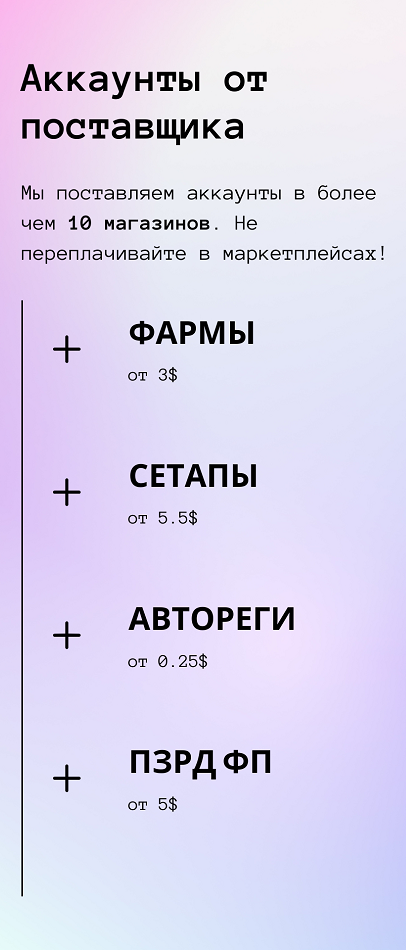 Аккаунты от
поставщика
Мы поставляем аккаунты в более
чем 10 магазинов. Не
переплачивайте в маркетплейсах!
ФАРМЫ
от 3$
СЕТАПЫ
от 5.5$
АВТОРЕГИ
от 0.25$
ПЗРД ФП
от 5$